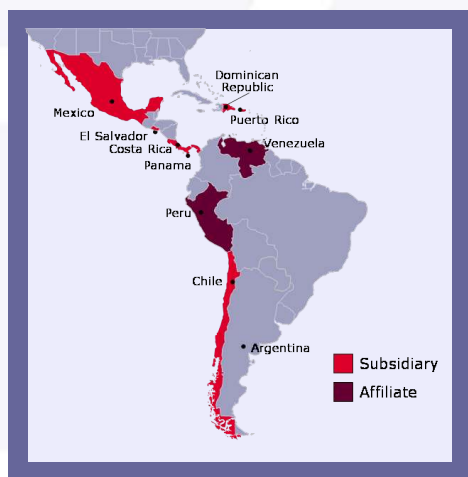 Dominican
Republic
Mexico
Puerto Rico
El Salvador
Costa Rica
Venezuela
Panama
Peru
Chile
Argentina
Subsidiary
Affiliate